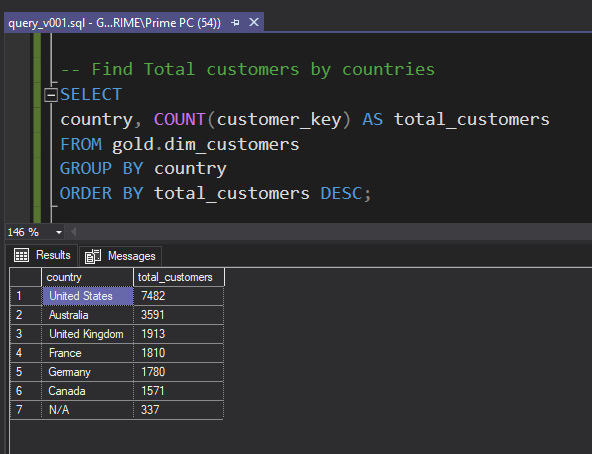 query_v001.sql - G...RIME\Prime PC (54))
-- Find Total customers by countries
SELECT
country, COUNT(customer_key) AS total_customers
FROM gold.dim_customers
GROUP BY country
ORDER BY total_customers DESC;
146 %
Results Messages
country total_customers
1 United States 7482
2 Australia 3591
3 United Kingdom 1913
4 France 1810
5 Germany 1780
6 Canada 1571
7 N/A 337